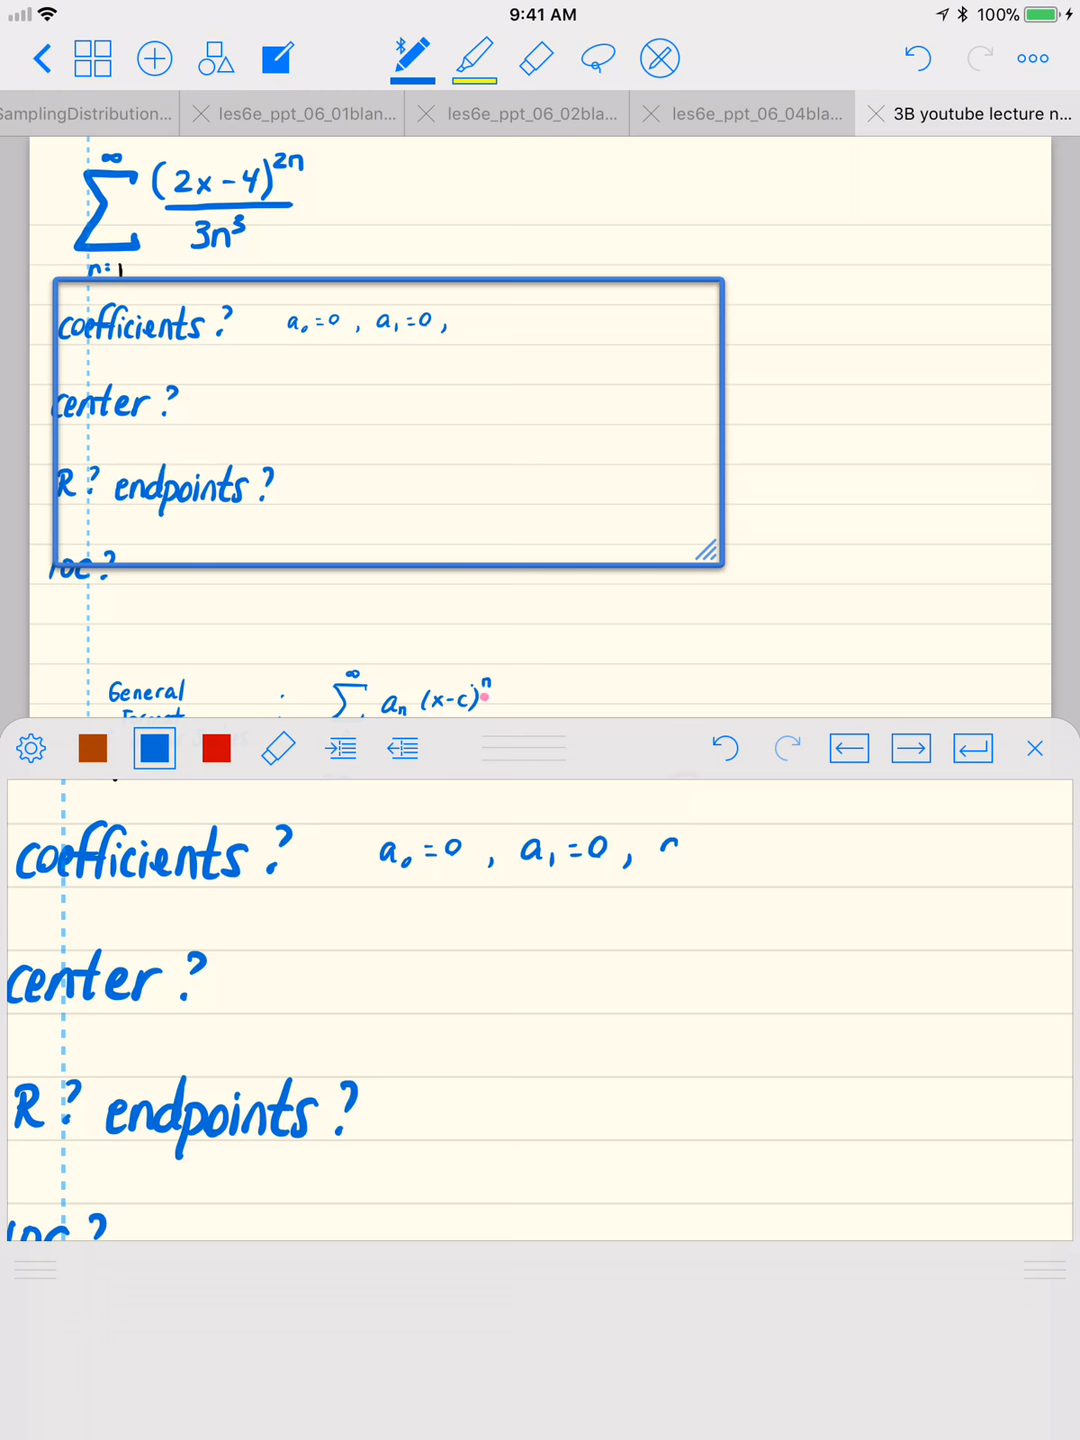 9:41 AM
100%
SamplingDistribution... les6e_ppt_06_01blan... les6e_ppt_06_02bla... les6e_ppt_06_04bla... 3B youtube lecture n...
∞
∑ (2x-4)^2n / 3n^3
n=1
coefficients? a₀=0, a₁=0,
center?
R? endpoints?
IOC?
General : ∑ aₙ (x-c)^n
∞
coefficients? a₀=0, a₁=0,
center?
R? endpoints?